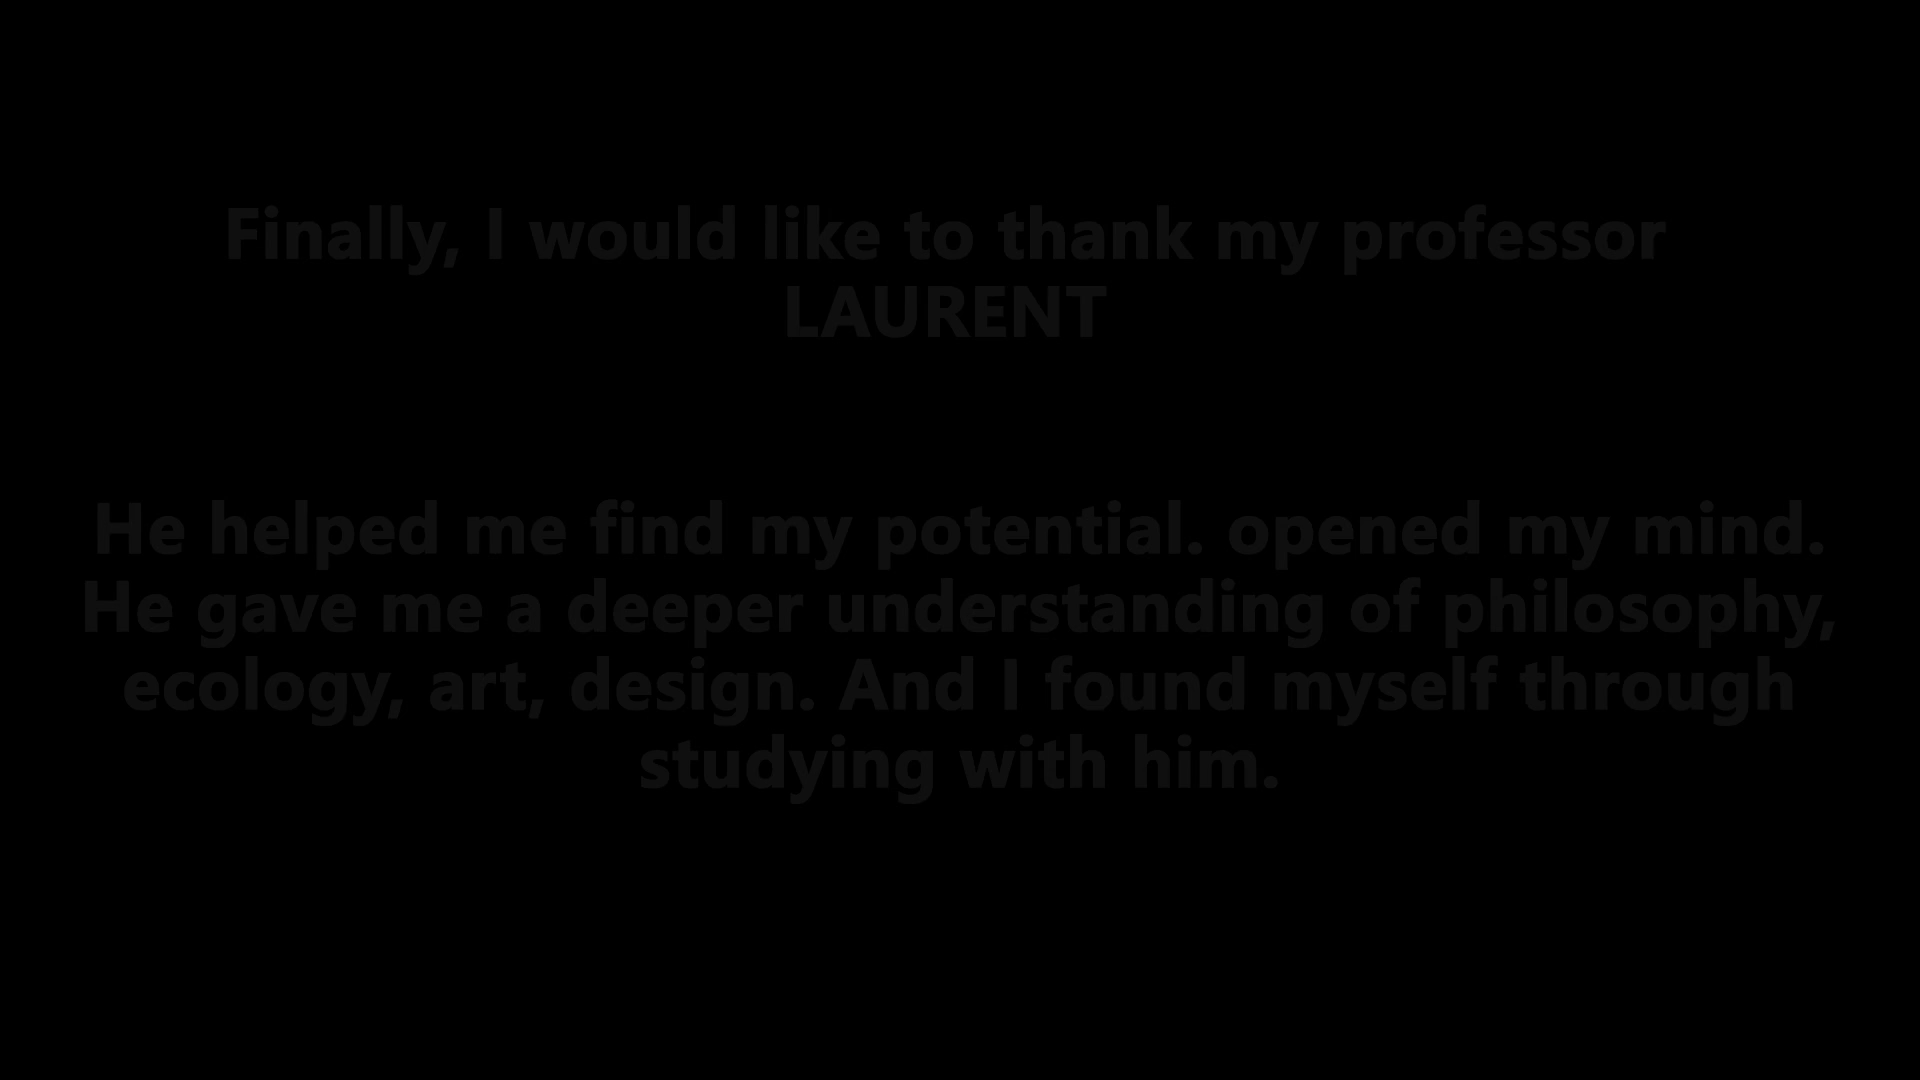 Finally, I would like to thank my professor
LAURENT
He helped me find my potential. opened my mind.
He gave me a deeper understanding of philosophy,
ecology, art, design. And I found myself through
studying with him.